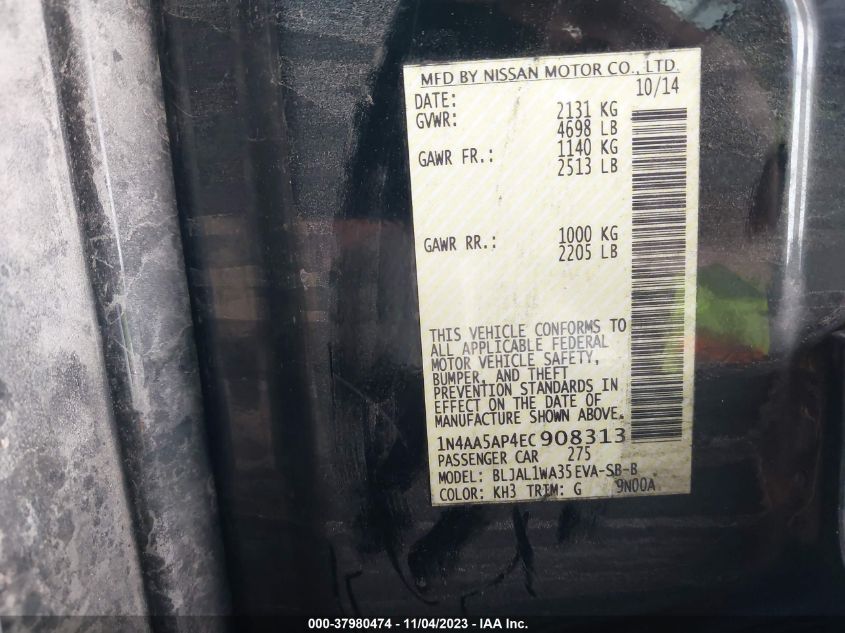 MFD BY NISSAN MOTOR CO., LTD.
DATE: 10/14
GVWR: 2131 KG
4698 LB
GAWR FR.: 1140 KG
2513 LB
GAWR RR.: 1000 KG
2205 LB
THIS VEHICLE CONFORMS TO
ALL APPLICABLE FEDERAL
MOTOR VEHICLE SAFETY,
BUMPER, AND THEFT
PREVENTION STANDARDS IN
EFFECT ON THE DATE OF
MANUFACTURE SHOWN ABOVE.
1N4AA5AP4EC908313
PASSENGER CAR 275
MODEL: BLJAL1WA35EVA-SB-B
COLOR: KH3 TRIM: G 9N00A
000-37980474 — 11/04/2023 - IAA Inc.